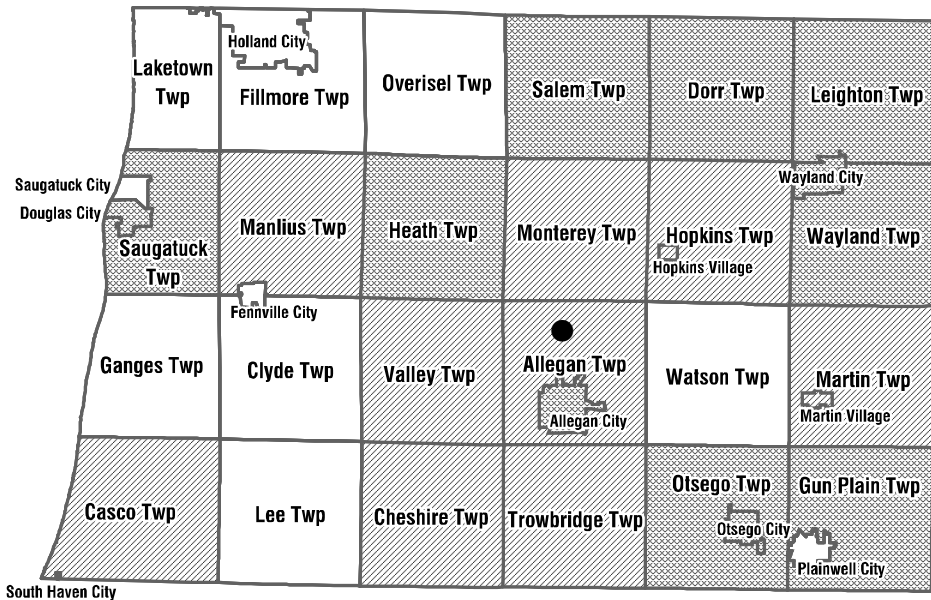 Holland City
Laketown
Twp
Fillmore Twp
Overisel Twp
Salem Twp
Dorr Twp
Leighton Twp
Saugatuck City
Douglas City
Saugatuck
Twp
Manlius Twp
Heath Twp
Monterey Twp
Hopkins Twp
Hopkins Village
Wayland City
Wayland Twp
Fennville City
Ganges Twp
Clyde Twp
Valley Twp
Allegan Twp
Allegan City
Watson Twp
Martin Twp
Martin Village
Casco Twp
Lee Twp
Cheshire Twp
Trowbridge Twp
Otsego Twp
Otsego City
Gun Plain Twp
Plainwell City
South Haven City